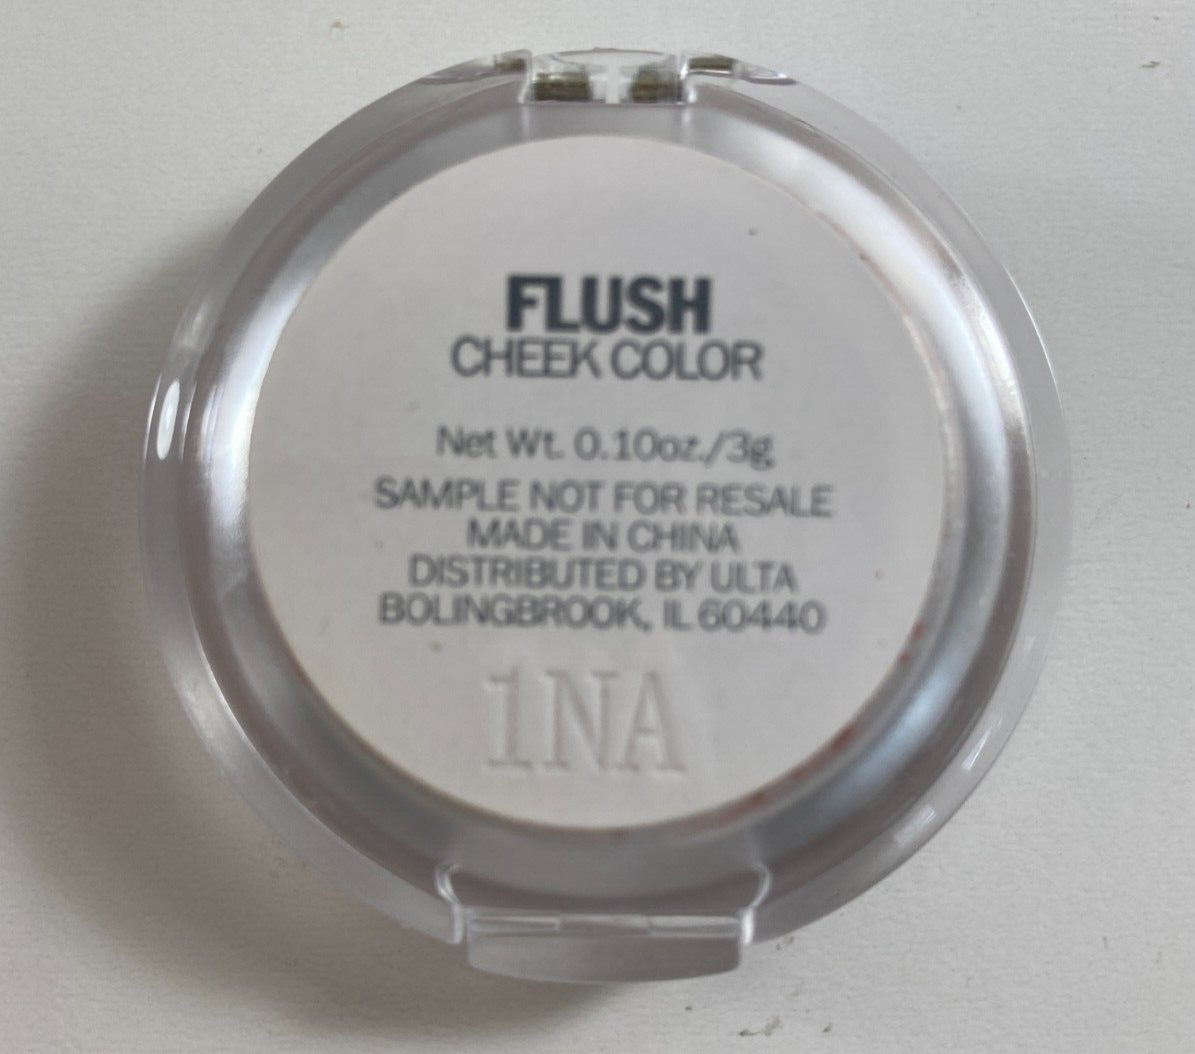 FLUSH
CHEEK COLOR
Net Wt. 0.10oz./3g
SAMPLE NOT FOR RESALE
MADE IN CHINA
DISTRIBUTED BY ULTA
BOLINGBROOK, IL 60440
1NA